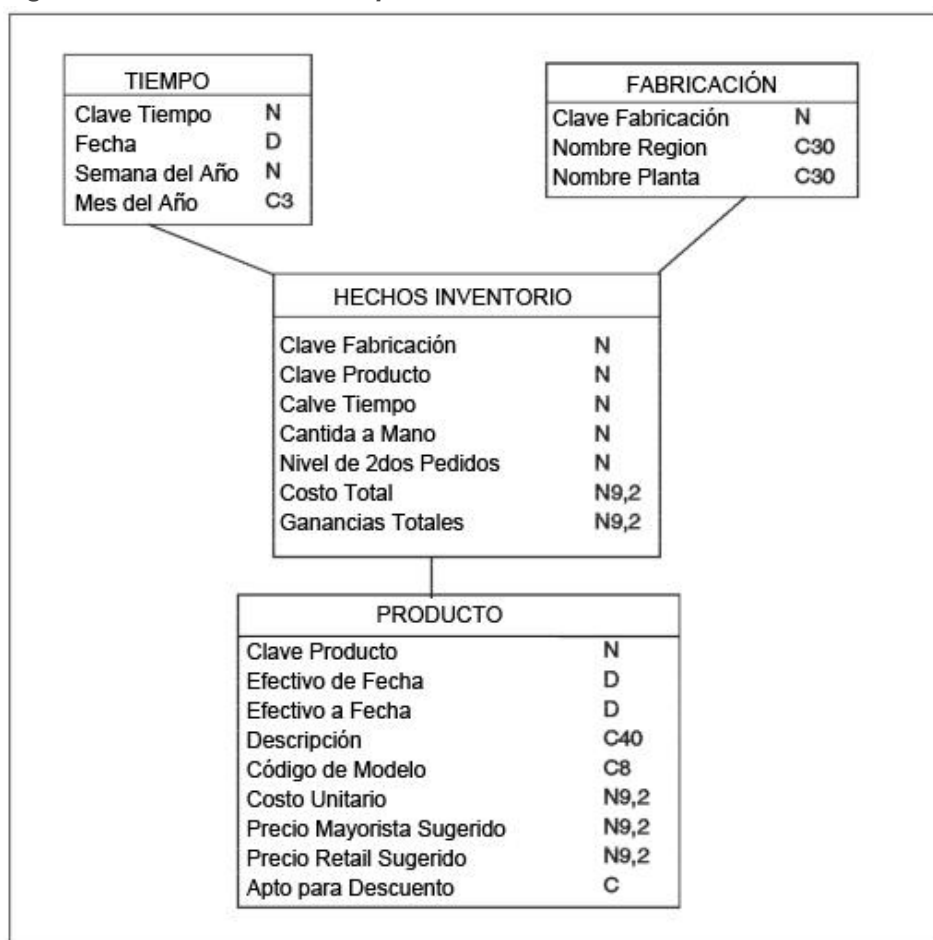 TIEMPO
Clave Tiempo N
Fecha D
Semana del Año N
Mes del Año C3
FABRICACIÓN
Clave Fabricación N
Nombre Region C30
Nombre Planta C30
HECHOS INVENTORIO
Clave Fabricación N
Clave Producto N
Calve Tiempo N
Cantida a Mano N
Nivel de 2dos Pedidos N
Costo Total N9,2
Ganancias Totales N9,2
PRODUCTO
Clave Producto N
Efectivo de Fecha D
Efectivo a Fecha D
Descripción C40
Código de Modelo C8
Costo Unitario N9,2
Precio Mayorista Sugerido N9,2
Precio Retail Sugerido N9,2
Apto para Descuento C